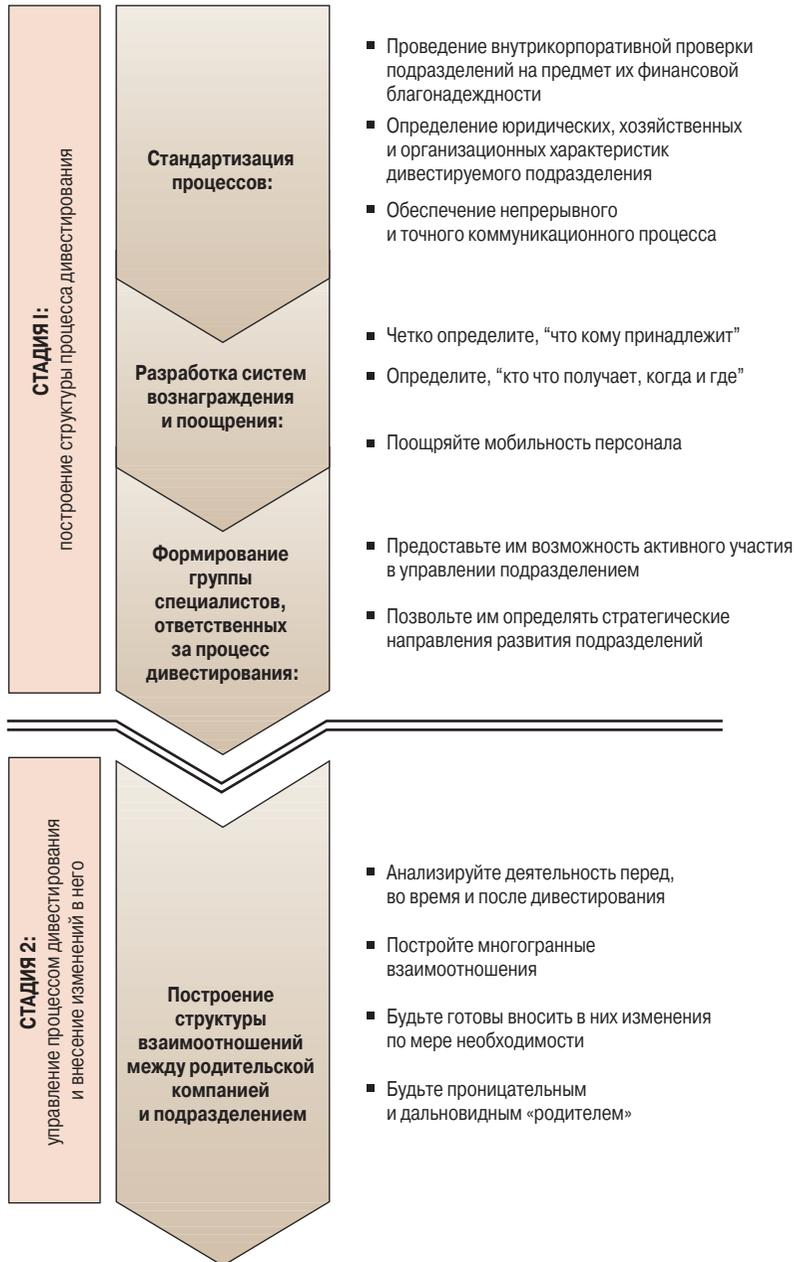 СТАДИЯ I:
построение структуры процесса дивестирования
Стандартизация
процессов:
▪ Проведение внутрикорпоративной проверки
подразделений на предмет их финансовой
благонадеждности
▪ Определение юридических, хозяйственных
и организационных характеристик
дивестируемого подразделения
▪ Обеспечение непрерывного
и точного коммуникационного процесса
Разработка систем
вознаграждения
и поощрения:
▪ Четко определите, “что кому принадлежит”
▪ Определите, “кто что получает, когда и где”
▪ Поощряйте мобильность персонала
Формирование
группы
специалистов,
ответственных
за процесс
дивестирования:
▪ Предоставьте им возможность активного участия
в управлении подразделением
▪ Позвольте им определять стратегические
направления развития подразделений
СТАДИЯ 2:
управление процессом дивестирования
и внесение изменений в него
Построение
структуры
взаимоотношений
между родительской
компанией
и подразделением
▪ Анализируйте деятельность перед,
во время и после дивестирования
▪ Постройте многогранные
взаимоотношения
▪ Будьте готовы вносить в них изменения
по мере необходимости
▪ Будьте проницательным
и дальновидным «родителем»